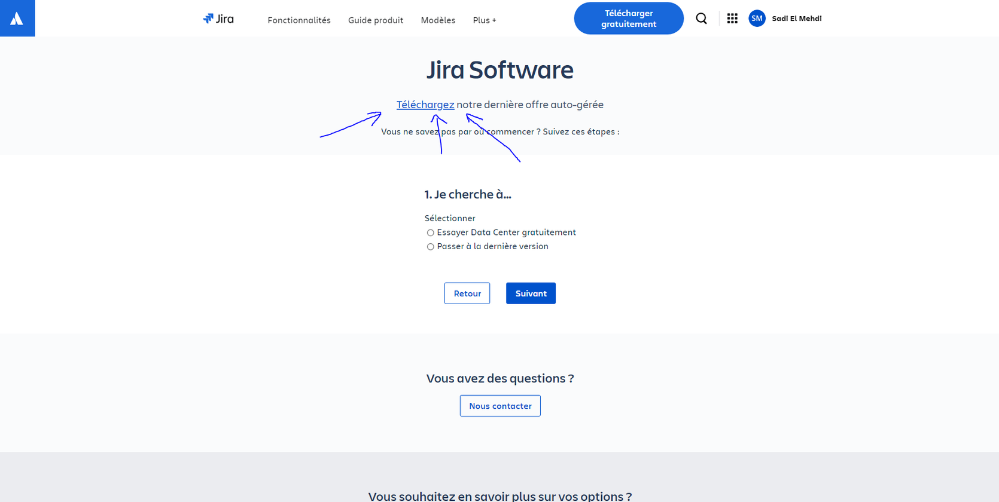 Jira
Fonctionnalités
Guide produit
Modèles
Plus +
Télécharger
gratuitement
SM
Sadi El Mehdi
Jira Software
Téléchargez notre dernière offre auto-gérée
Vous ne savez pas par où commencer ? Suivez ces étapes :
1. Je cherche à...
Sélectionner
Essayer Data Center gratuitement
Passer à la dernière version
Retour
Suivant
Vous avez des questions ?
Nous contacter
Vous souhaitez en savoir plus sur vos options ?